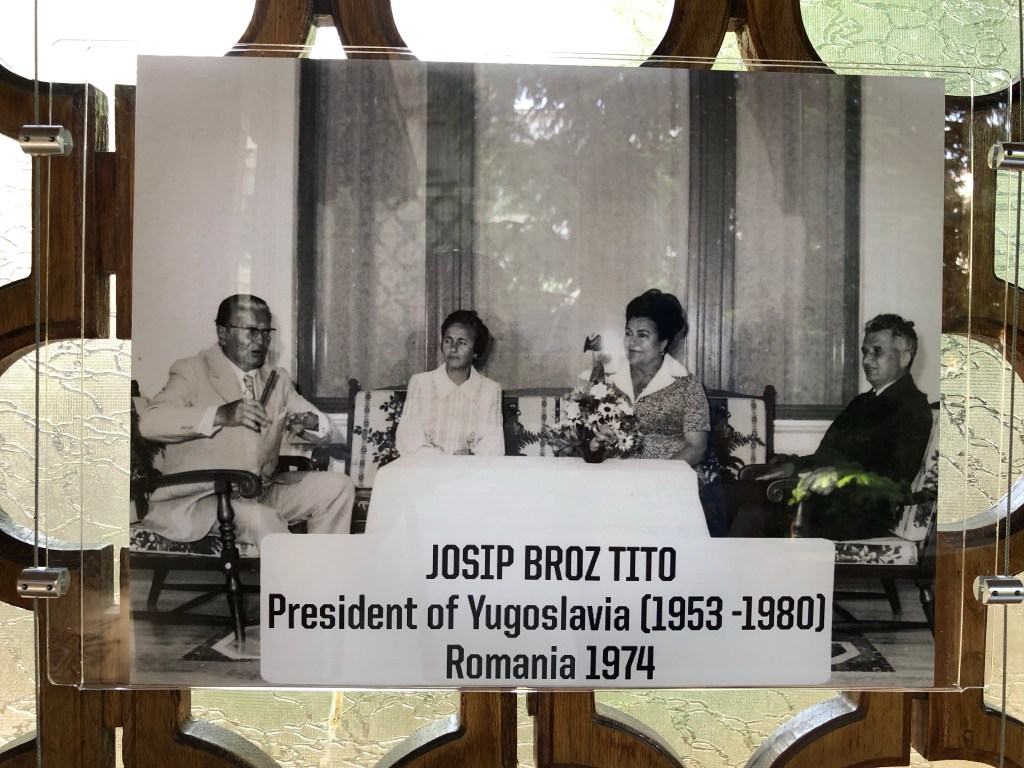 JOSIP BROZ TITO
President of Yugoslavia (1953 -1980)
Romania 1974